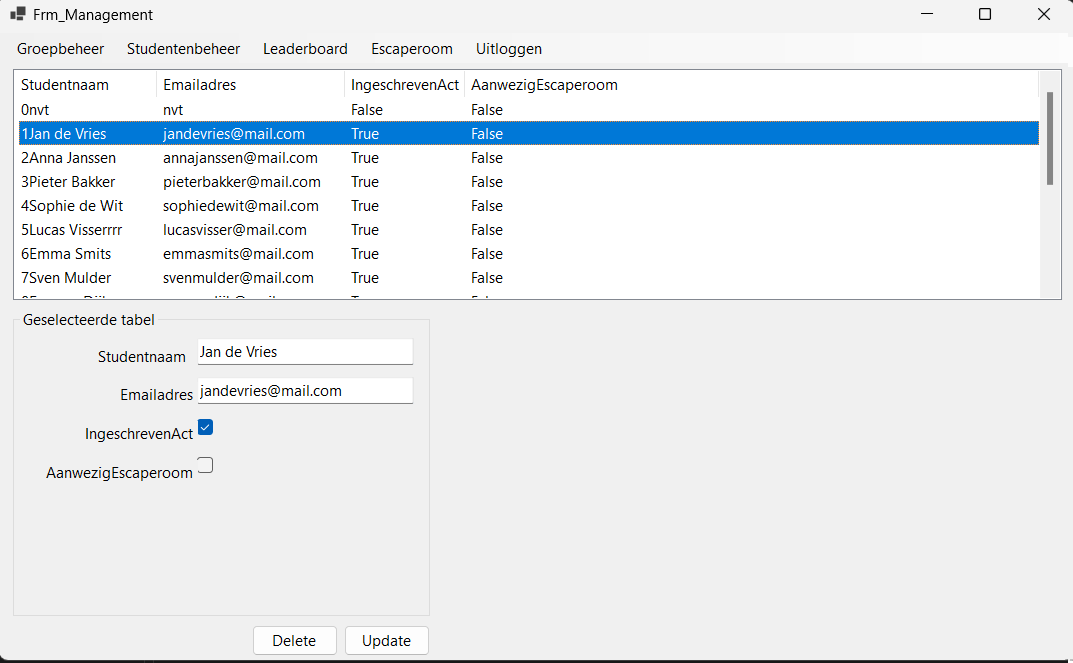 Frm_Management
Groepbeheer Studentenbeheer Leaderboard Escaperoom Uitloggen
Studentnaam Emailadres IngeschrevenAct AanwezigEscaperoom
0nvt nvt False False
1Jan de Vries jandevries@mail.com True False
2Anna Janssen annajanssen@mail.com True False
3Pieter Bakker pieterbakker@mail.com True False
4Sophie de Wit sophiedewit@mail.com True False
5Lucas Visserrrr lucasvisser@mail.com True False
6Emma Smits emmasmits@mail.com True False
7Sven Mulder svenmulder@mail.com True False
Geselecteerde tabel
Studentnaam Jan de Vries
Emailadres jandevries@mail.com
IngeschrevenAct
AanwezigEscaperoom
Delete Update